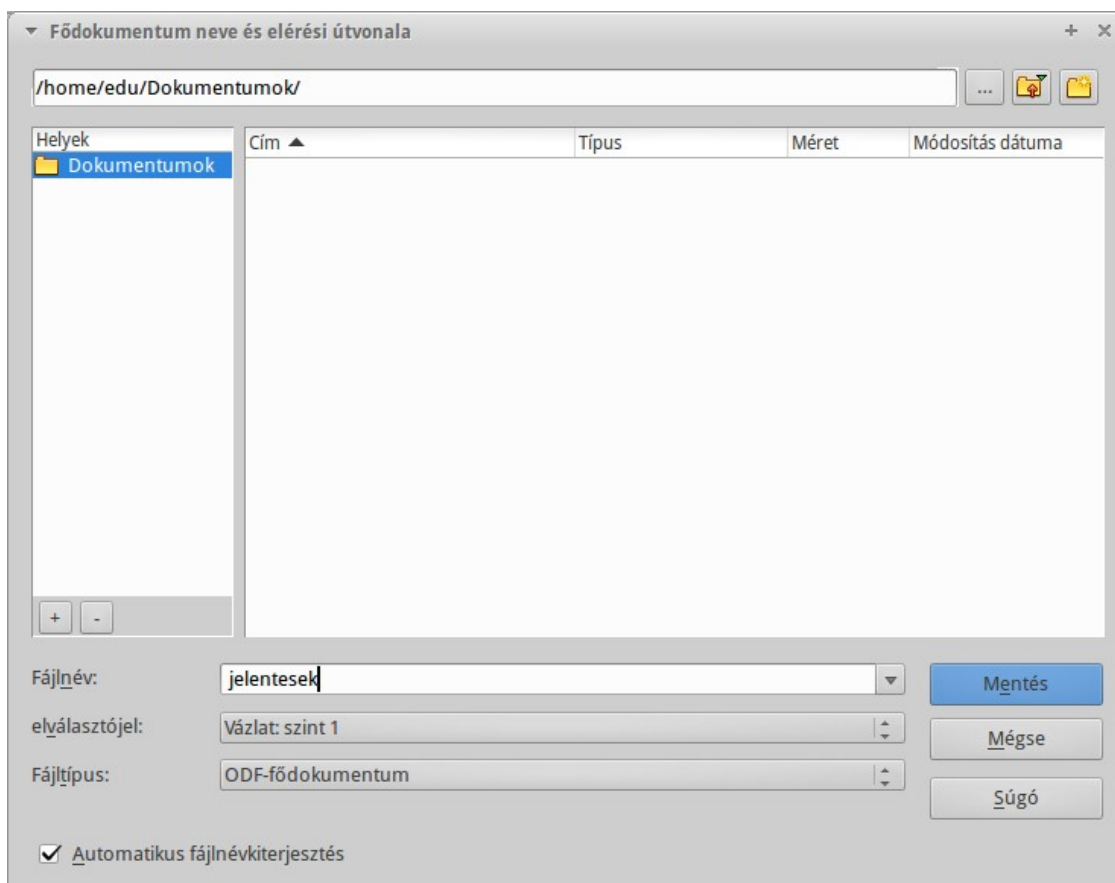 Fődokumentum neve és elérési útvonala
/home/edu/Dokumentumok/
...
Helyek
Cím
Típus
Méret
Módosítás dátuma
Dokumentumok
+ -
Fájlnév:
jelentesek
Mentés
elválasztójel:
Vázlat: szint 1
Mégse
Fájltípus:
ODF-fődokumentum
Súgó
Automatikus fájlnévkiterjesztés